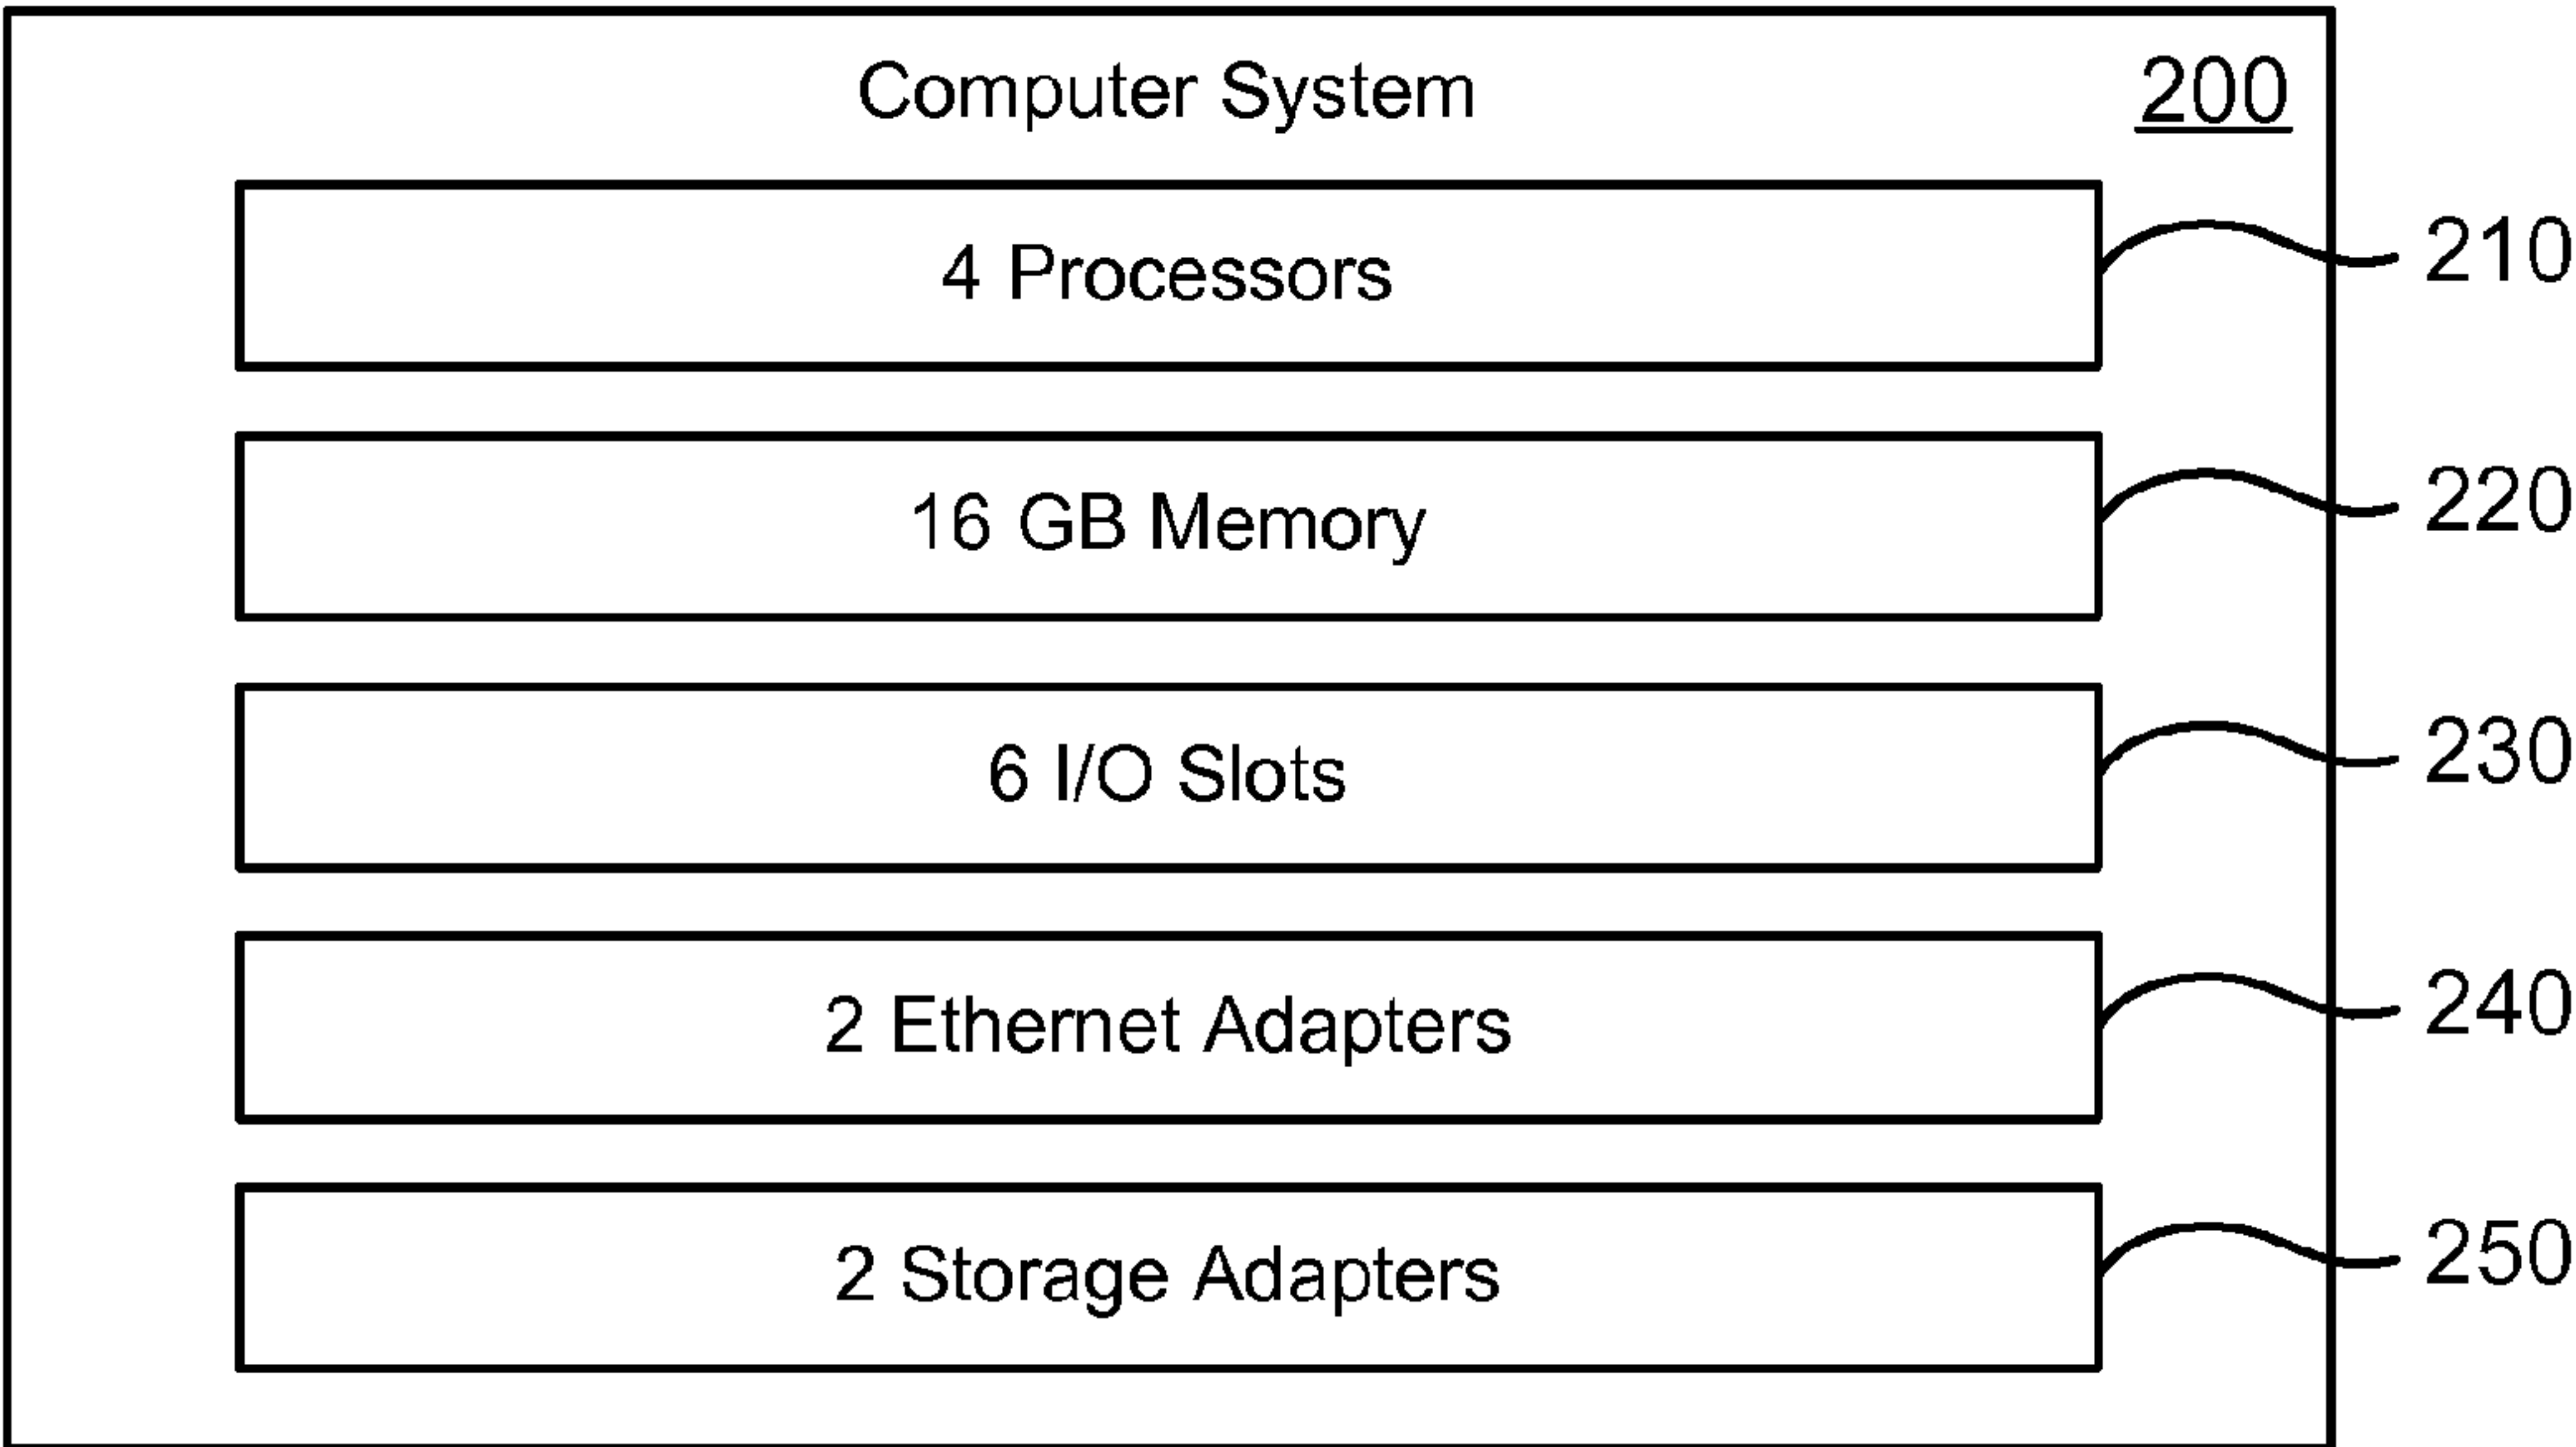 Computer System 200
4 Processors 210
16 GB Memory 220
6 I/O Slots 230
2 Ethernet Adapters 240
2 Storage Adapters 250